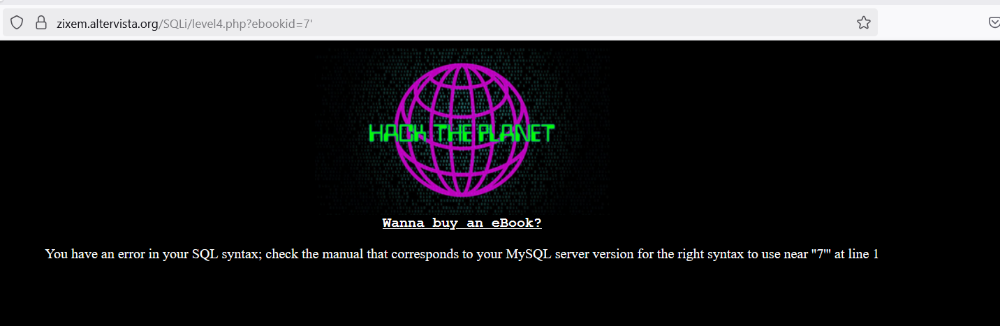 zixem.altervista.org/SQLi/level4.php?ebookid=7'
HACK THE PLANET
Wanna buy an eBook?
You have an error in your SQL syntax; check the manual that corresponds to your MySQL server version for the right syntax to use near ''7'' at line 1